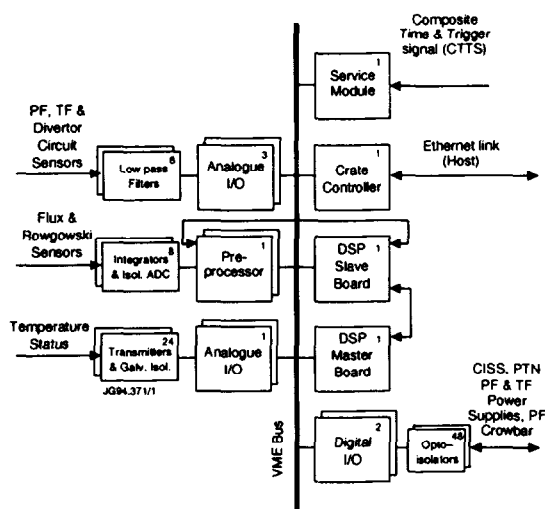 Composite
Time & Trigger
signal (CTTS)
1
Service
Module
PF, TF &
Divertor
Circuit
Sensors
6
Low pass
Filters
3
Analogue
I/O
1
Crate
Controller
Ethernet link
(Host)
Flux &
Rowgowski
Sensors
8
Integrators
& Isol. ADC
1
Pre-
processor
1
DSP
Slave
Board
Temperature
Status
24
Transmitters
& Galv. Isol.
1
Analogue
I/O
1
DSP
Master
Board
JG94.371/1
VME Bus
2
Digital
I/O
48
Opto-
isolators
CISS, PTN
PF & TF
Power
Supplies, PF
Crowbar